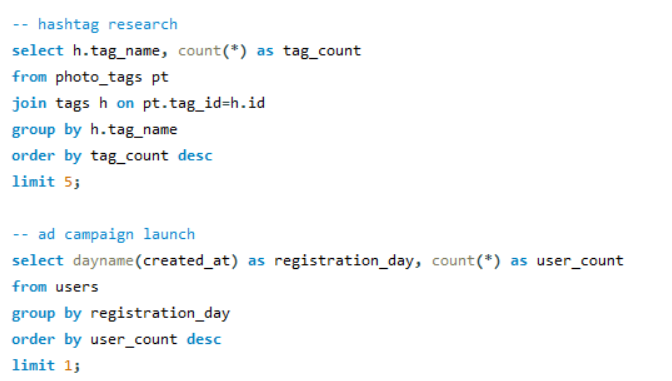 -- hashtag research
select h.tag_name, count(*) as tag_count
from photo_tags pt
join tags h on pt.tag_id=h.id
group by h.tag_name
order by tag_count desc
limit 5;

-- ad campaign launch
select dayname(created_at) as registration_day, count(*) as user_count
from users
group by registration_day
order by user_count desc
limit 1;